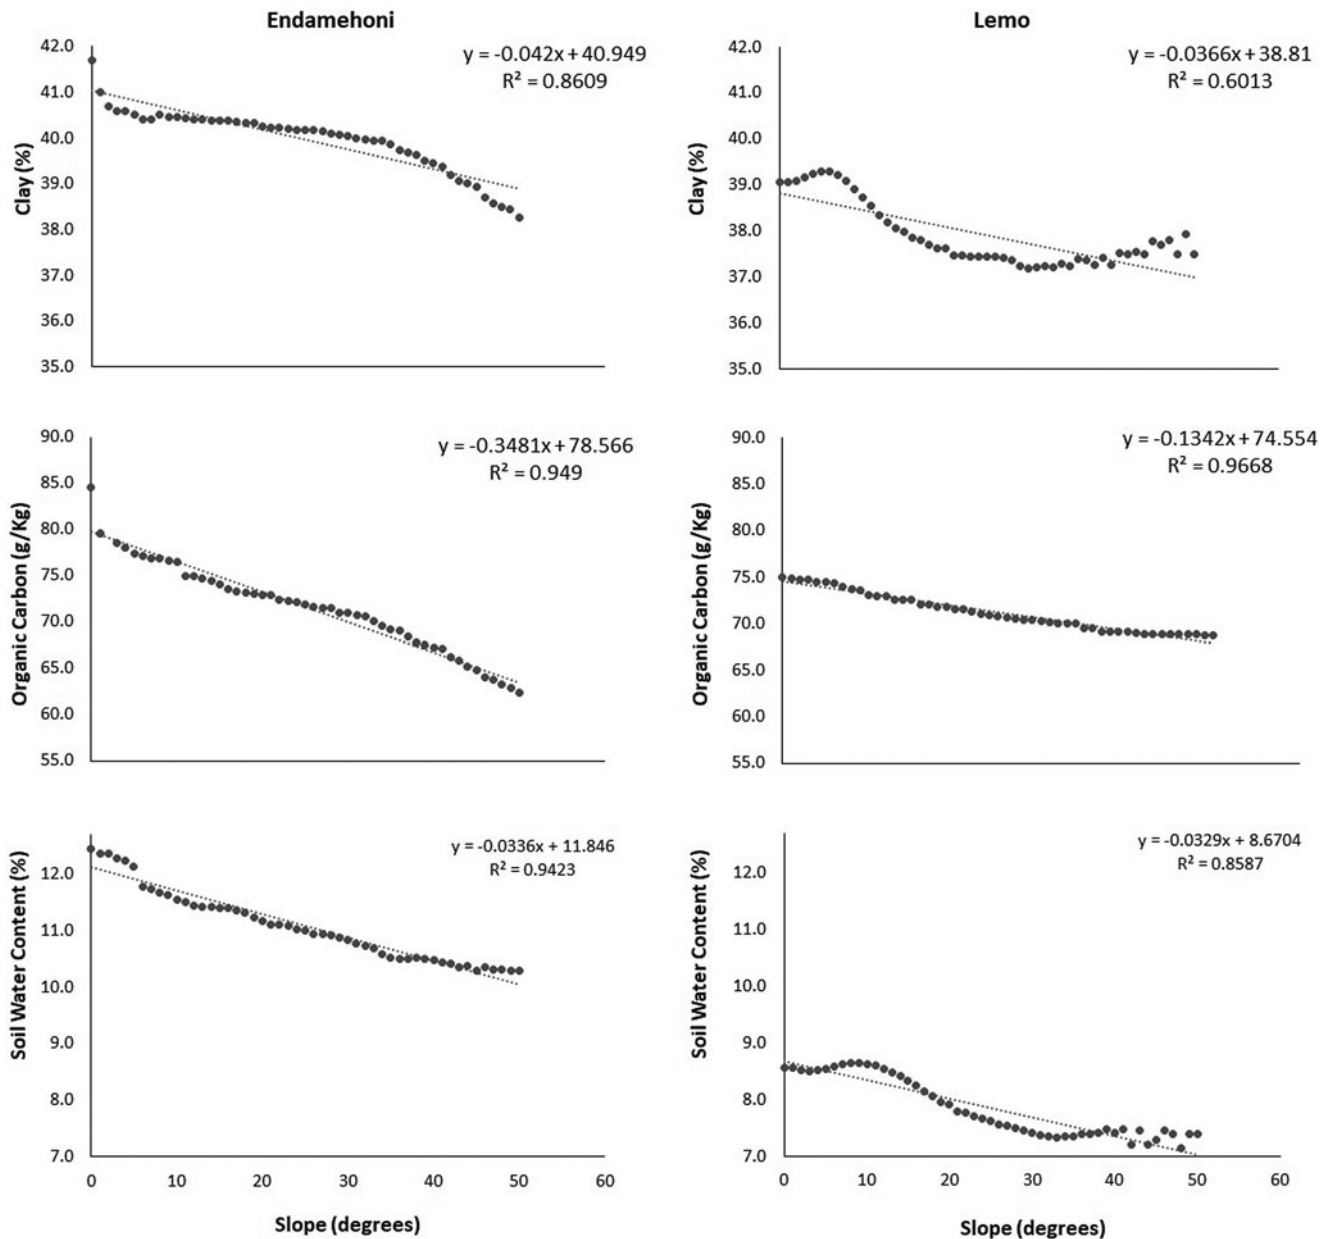 Endamehoni
Lemo
y = -0.042x + 40.949
R² = 0.8609
Clay (%)
42.0
41.0
40.0
39.0
38.0
37.0
36.0
35.0
y = -0.0366x + 38.81
R² = 0.6013
Clay (%)
42.0
41.0
40.0
39.0
38.0
37.0
36.0
35.0
y = -0.3481x + 78.566
R² = 0.949
Organic Carbon (g/Kg)
90.0
85.0
80.0
75.0
70.0
65.0
60.0
55.0
y = -0.1342x + 74.554
R² = 0.9668
Organic Carbon (g/Kg)
90.0
85.0
80.0
75.0
70.0
65.0
60.0
55.0
y = -0.0336x + 11.846
R² = 0.9423
Soil Water Content (%)
12.0
11.0
10.0
9.0
8.0
7.0
0 10 20 30 40 50 60
Slope (degrees)
y = -0.0329x + 8.6704
R² = 0.8587
Soil Water Content (%)
12.0
11.0
10.0
9.0
8.0
7.0
0 10 20 30 40 50 60
Slope (degrees)